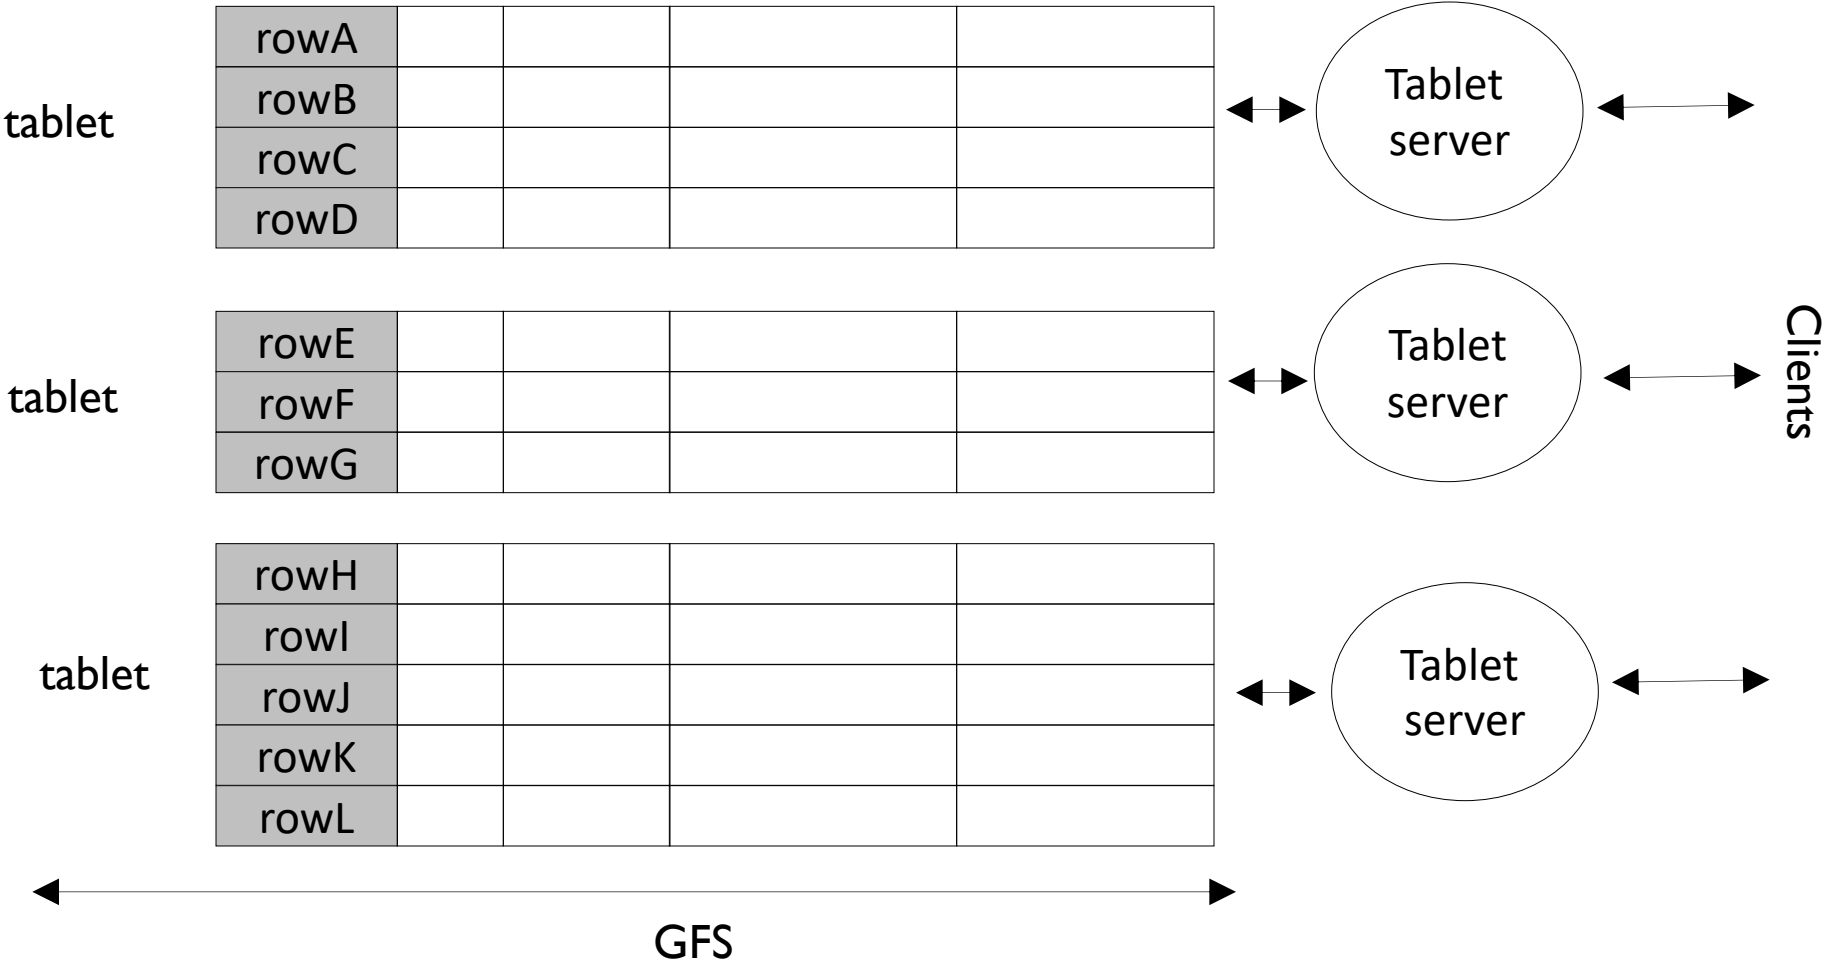 tablet
rowA
rowB
rowC
rowD
Tablet
server
tablet
rowE
rowF
rowG
Tablet
server
Clients
tablet
rowH
rowI
rowJ
rowK
rowL
Tablet
server
GFS